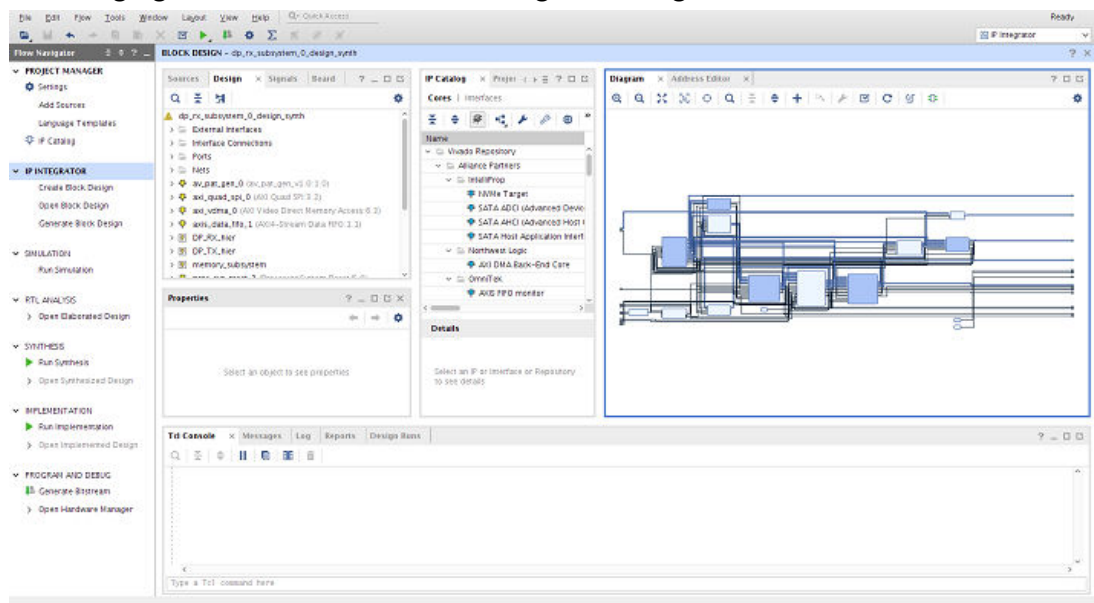 File Edit Flow Tools Window Layout View Help Quick Access
Ready
IP Integrator
Flow Navigator
BLOCK DESIGN - dp_rx_subsystem_0_design_synth
PROJECT MANAGER
Settings
Add Sources
Language Templates
IP Catalog
IP INTEGRATOR
Create Block Design
Open Block Design
Generate Block Design
SIMULATION
Run Simulation
RTL ANALYSIS
Open Elaborated Design
SYNTHESIS
Run Synthesis
Open Synthesized Design
IMPLEMENTATION
Run Implementation
Open Implemented Design
PROGRAM AND DEBUG
Generate Bitstream
Open Hardware Manager
Sources Design Signals Board
dp_rx_subsystem_0_design_synth
External Interfaces
Interface Connections
Ports
Nets
av_pat_gen_0 (av_pat_gen_v1_0:1.0)
axi_quad_spi_0 (AXI Quad SPI:3.2)
axi_vdma_0 (AXI Video Direct Memory Access:6.3)
axis_data_fifo_1 (AXI4-Stream Data FIFO:1.1)
DP_RX_hier
DP_TX_hier
memory_subsystem
Properties
Select an object to see properties
IP Catalog
Cores | Interfaces
Name
Vivado Repository
Alliance Partners
IntelliProp
NVMe Target
SATA ADCI (Advanced Devic
SATA AHCI (Advanced Host
SATA Host Application Interf
Northwest Logic
AXI DMA Back-End Core
OmniTek
AXIS FIFO monitor
Details
Select an IP or Interface or Repository
to see details
Diagram Address Editor
Tcl Console Messages Log Reports Design Runs
Type a Tcl command here